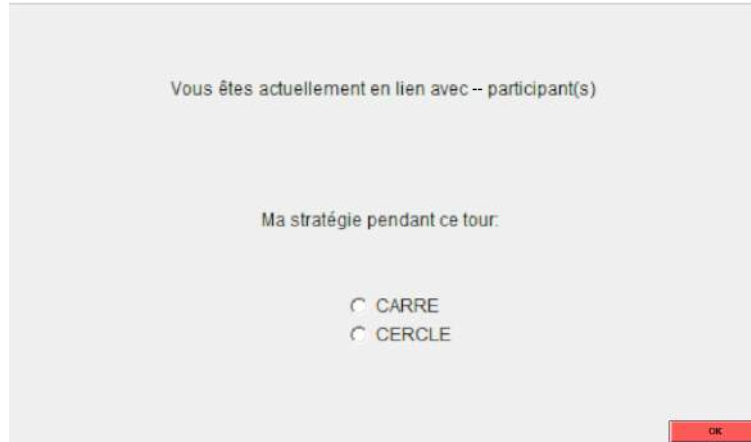 Vous êtes actuellement en lien avec -- participant(s)
Ma stratégie pendant ce tour:
CARRE
CERCLE
OK